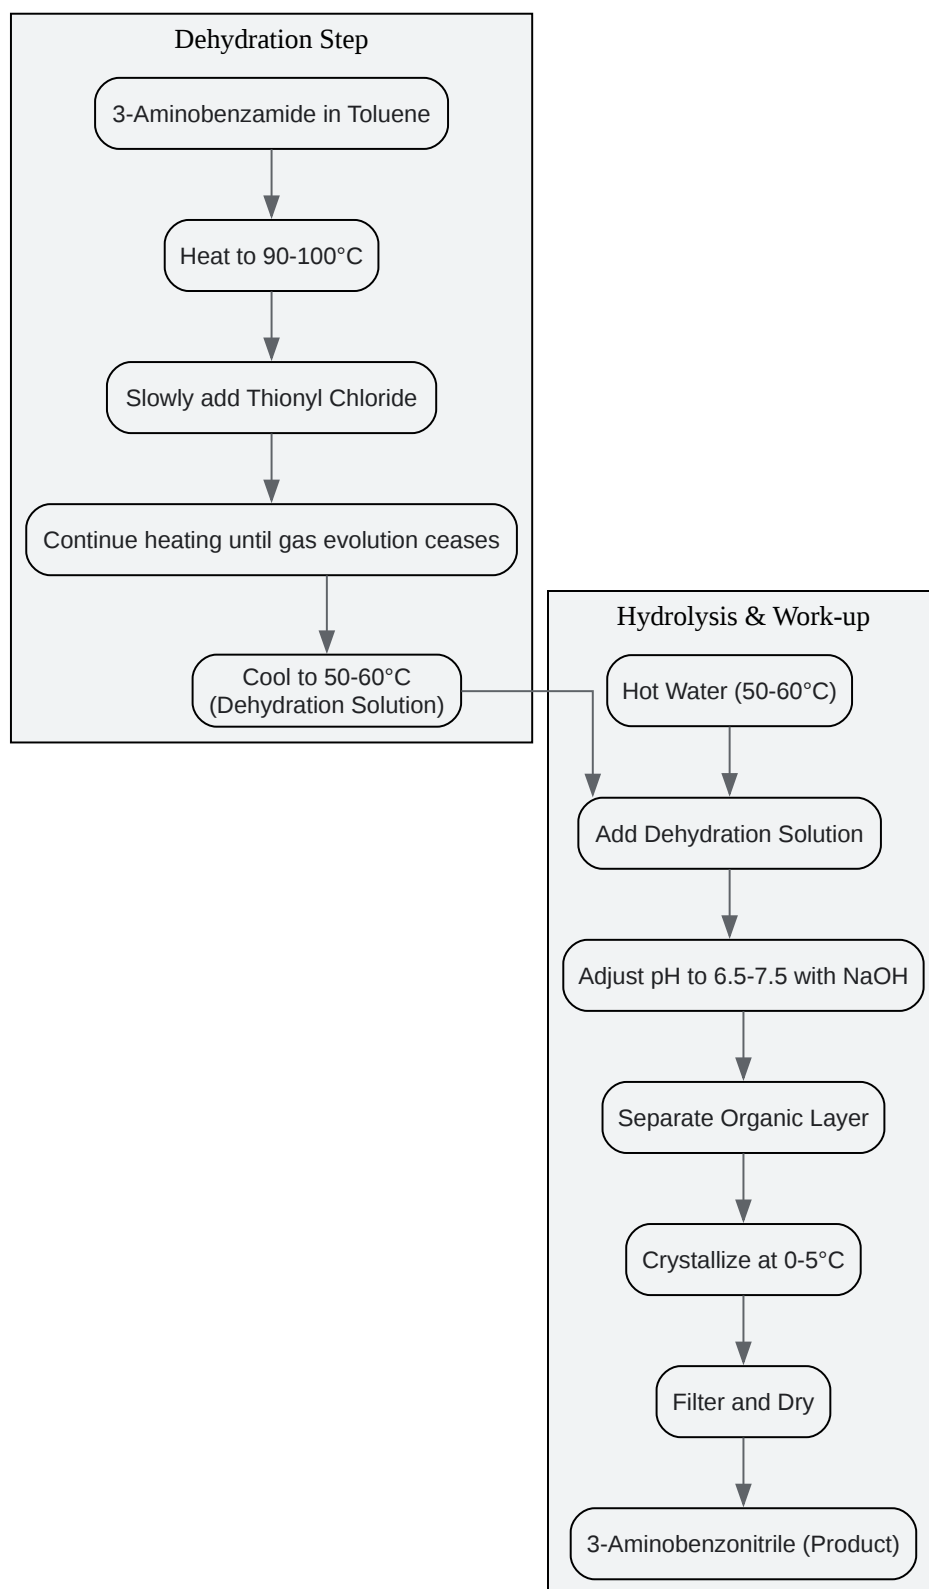 Dehydration Step
3-Aminobenzamide in Toluene
Heat to 90-100°C
Slowly add Thionyl Chloride
Continue heating until gas evolution ceases
Cool to 50-60°C
(Dehydration Solution)
Hydrolysis & Work-up
Hot Water (50-60°C)
Add Dehydration Solution
Adjust pH to 6.5-7.5 with NaOH
Separate Organic Layer
Crystallize at 0-5°C
Filter and Dry
3-Aminobenzonitrile (Product)